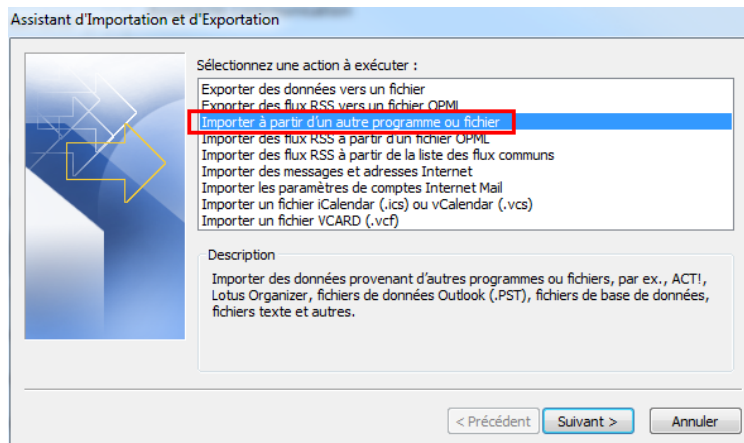 Assistant d'Importation et d'Exportation
Sélectionnez une action à exécuter :
Exporter des données vers un fichier
Exporter des flux RSS vers un fichier OPML
Importer à partir d'un autre programme ou fichier
Importer des flux RSS à partir d'un fichier OPML
Importer des flux RSS à partir de la liste des flux communs
Importer des messages et adresses Internet
Importer les paramètres de comptes Internet Mail
Importer un fichier iCalendar (.ics) ou vCalendar (.vcs)
Importer un fichier VCARD (.vcf)
Description
Importer des données provenant d'autres programmes ou fichiers, par ex., ACT!,
Lotus Organizer, fichiers de données Outlook (.PST), fichiers de base de données,
fichiers texte et autres.
< Précédent Suivant > Annuler